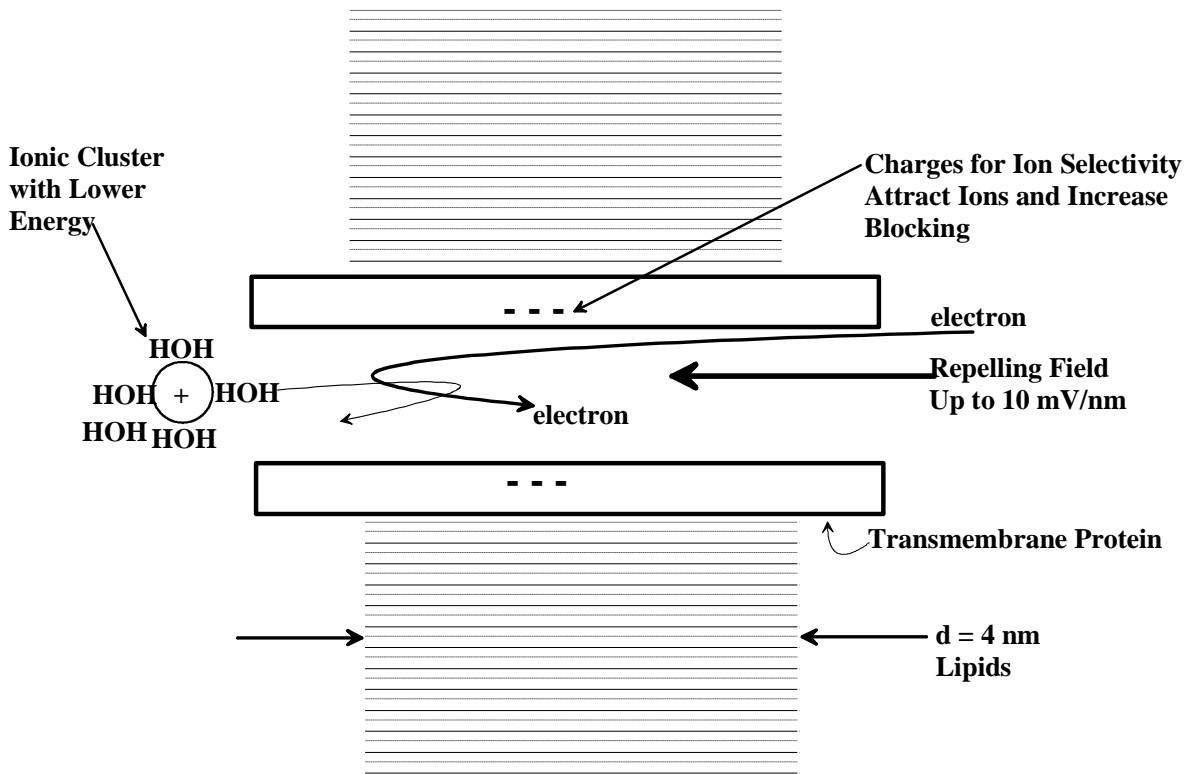 Ionic Cluster
with Lower
Energy
Charges for Ion Selectivity
Attract Ions and Increase
Blocking
- - -
electron
HOH
Repelling Field
Up to 10 mV/nm
HOH + HOH
electron
HOH HOH
- - -
Transmembrane Protein
d = 4 nm
Lipids